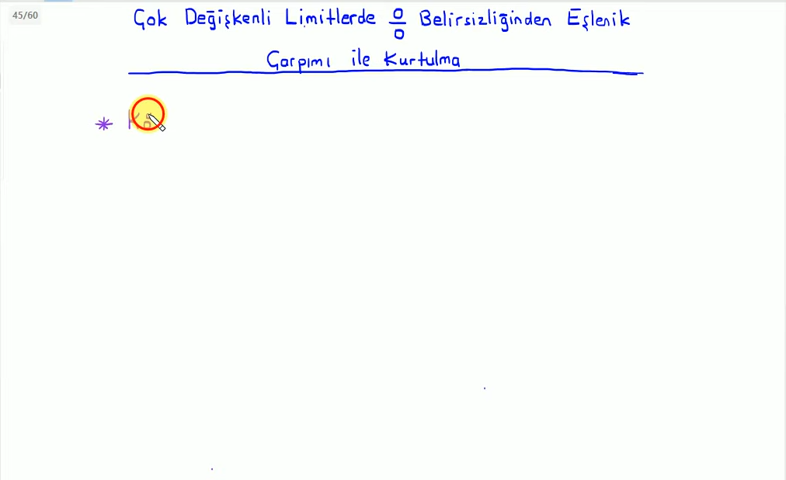 45/60
Çok Değişkenli Limitlerde 0/0 Belirsizliğinden Eşlenik
Çarpımı ile Kurtulma
*